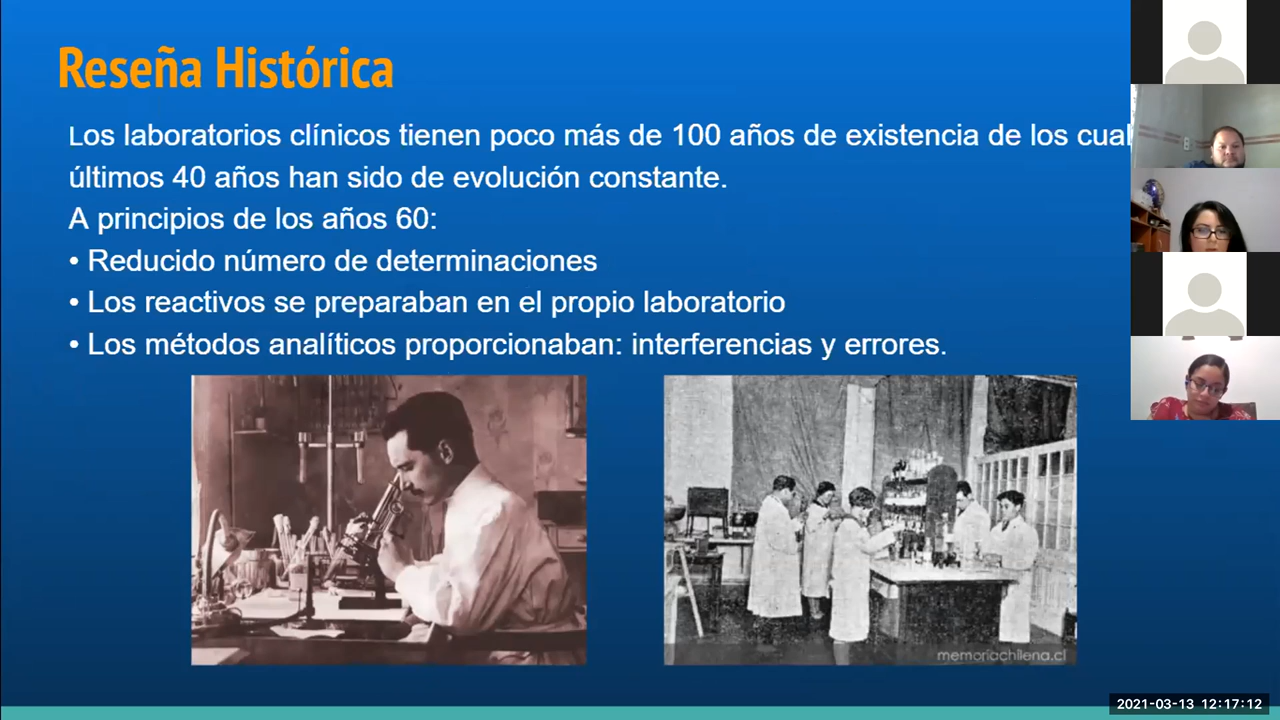 Reseña Histórica
Los laboratorios clínicos tienen poco más de 100 años de existencia de los
últimos 40 años han sido de evolución constante.
A principios de los años 60:
• Reducido número de determinaciones
• Los reactivos se preparaban en el propio laboratorio
• Los métodos analíticos proporcionaban: interferencias y errores.
memoriachilena.cl
2021-03-13 12:17:12